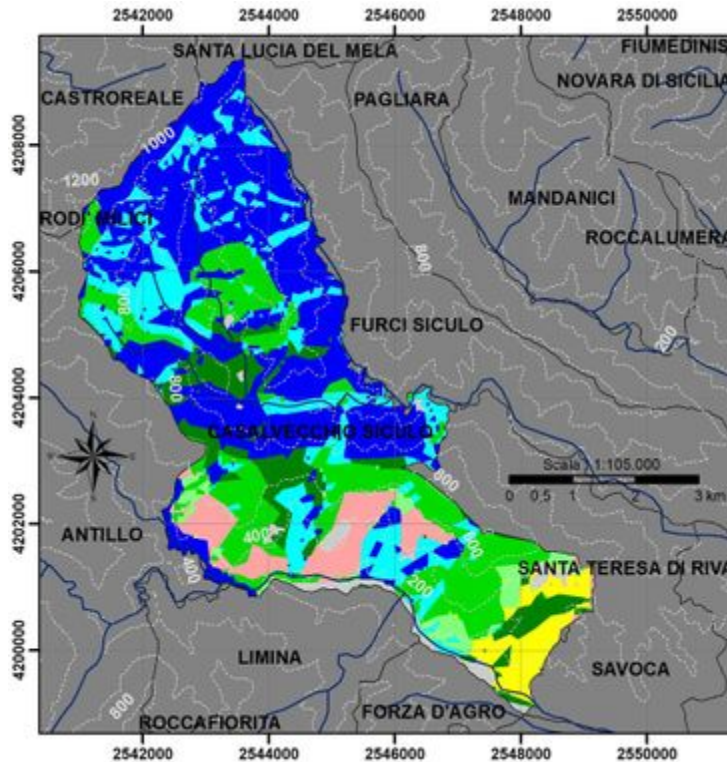 2542000 2544000 2546000 2548000 2550000
SANTA LUCIA DEL MELA
FIUMEDINIS
NOVARA DI SICILIA
CASTROREALE
PAGLIARA
4208000
1000
1200
MANDANICI
RODI' MILICI
ROCCALUMERA
800
4206000
800
200
FURCI SICULO
800
4204000
CASALVECCHIO SICULO
600
Scala 1:105.000
0 0,5 1 2 3 km
4202000
ANTILLO
400
600
400
200
SANTA TERESA DI RIVA
4200000
LIMINA
SAVOCA
800
ROCCAFIORITA
FORZA D'AGRO'
2542000 2544000 2546000 2548000 2550000